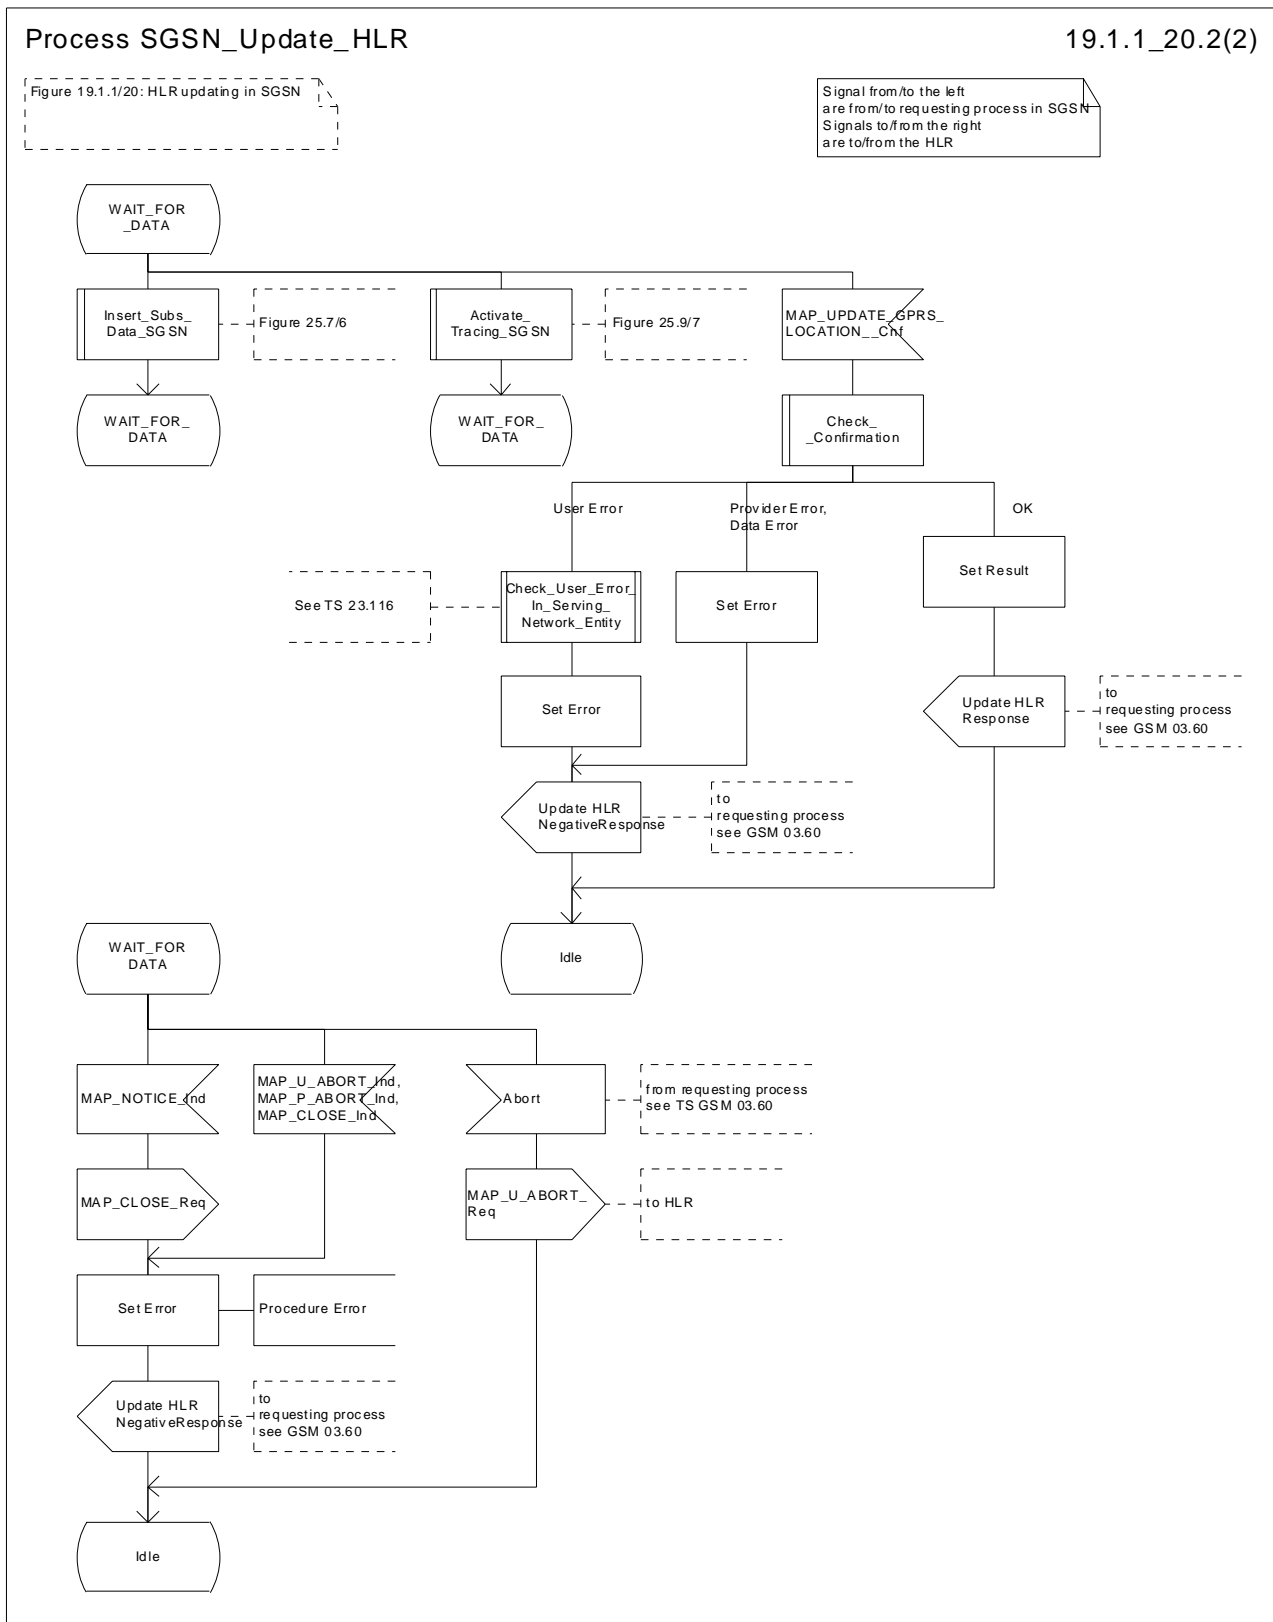 Process SGSN_Update_HLR
19.1.1_20.2(2)
Figure 19.1.1/20: HLR updating in SGSN
Signal from/to the left
are from/to requesting process in SGSN
Signals to/from the right
are to/from the HLR
WAIT_FOR
_DATA
Insert_Subs_
Data_SGSN
Figure 25.7/6
Activate_
Tracing_SGSN
Figure 25.9/7
MAP_UPDATE_GPRS_
LOCATION__Cnf
WAIT_FOR_
DATA
WAIT_FOR_
DATA
Check_
_Confirmation
User Error
Provider Error,
Data Error
OK
Set Result
See TS 23.116
Check_User_Error_
In_Serving_
Network_Entity
Set Error
Set Error
Update HLR
Response
to
requesting process
see GSM 03.60
Update HLR
NegativeResponse
to
requesting process
see GSM 03.60
Idle
WAIT_FOR
DATA
MAP_NOTICE_Ind
MAP_U_ABORT_Ind,
MAP_P_ABORT_Ind,
MAP_CLOSE_Ind
Abort
from requesting process
see TS GSM 03.60
MAP_CLOSE_Req
MAP_U_ABORT_
Req
to HLR
Set Error
Procedure Error
Update HLR
NegativeResponse
to
requesting process
see GSM 03.60
Idle